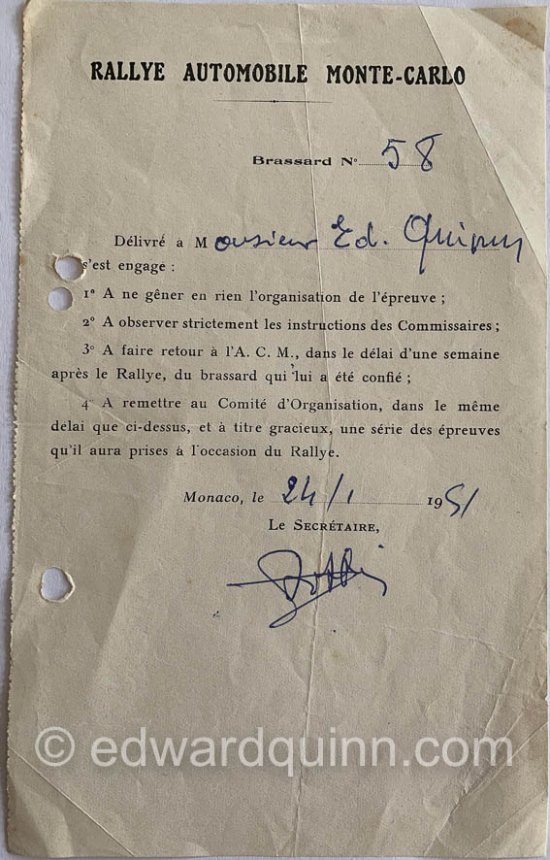 RALLYE AUTOMOBILE MONTE-CARLO
Brassard N° 58
Délivré à Monsieur Ed. Quinn
s'est engagé :
1° A ne gêner en rien l'organisation de l'épreuve ;
2° A observer strictement les instructions des Commissaires ;
3° A faire retour à l'A. C. M., dans le délai d'une semaine
après le Rallye, du brassard qui lui a été confié ;
4° A remettre au Comité d'Organisation, dans le même
delai que ci-dessus, et à titre gracieux, une série des épreuves
qu'il aura prises à l'occasion du Rallye.
Monaco, le 24/1 1951
LE SECRÉTAIRE,
© edwardquinn.com